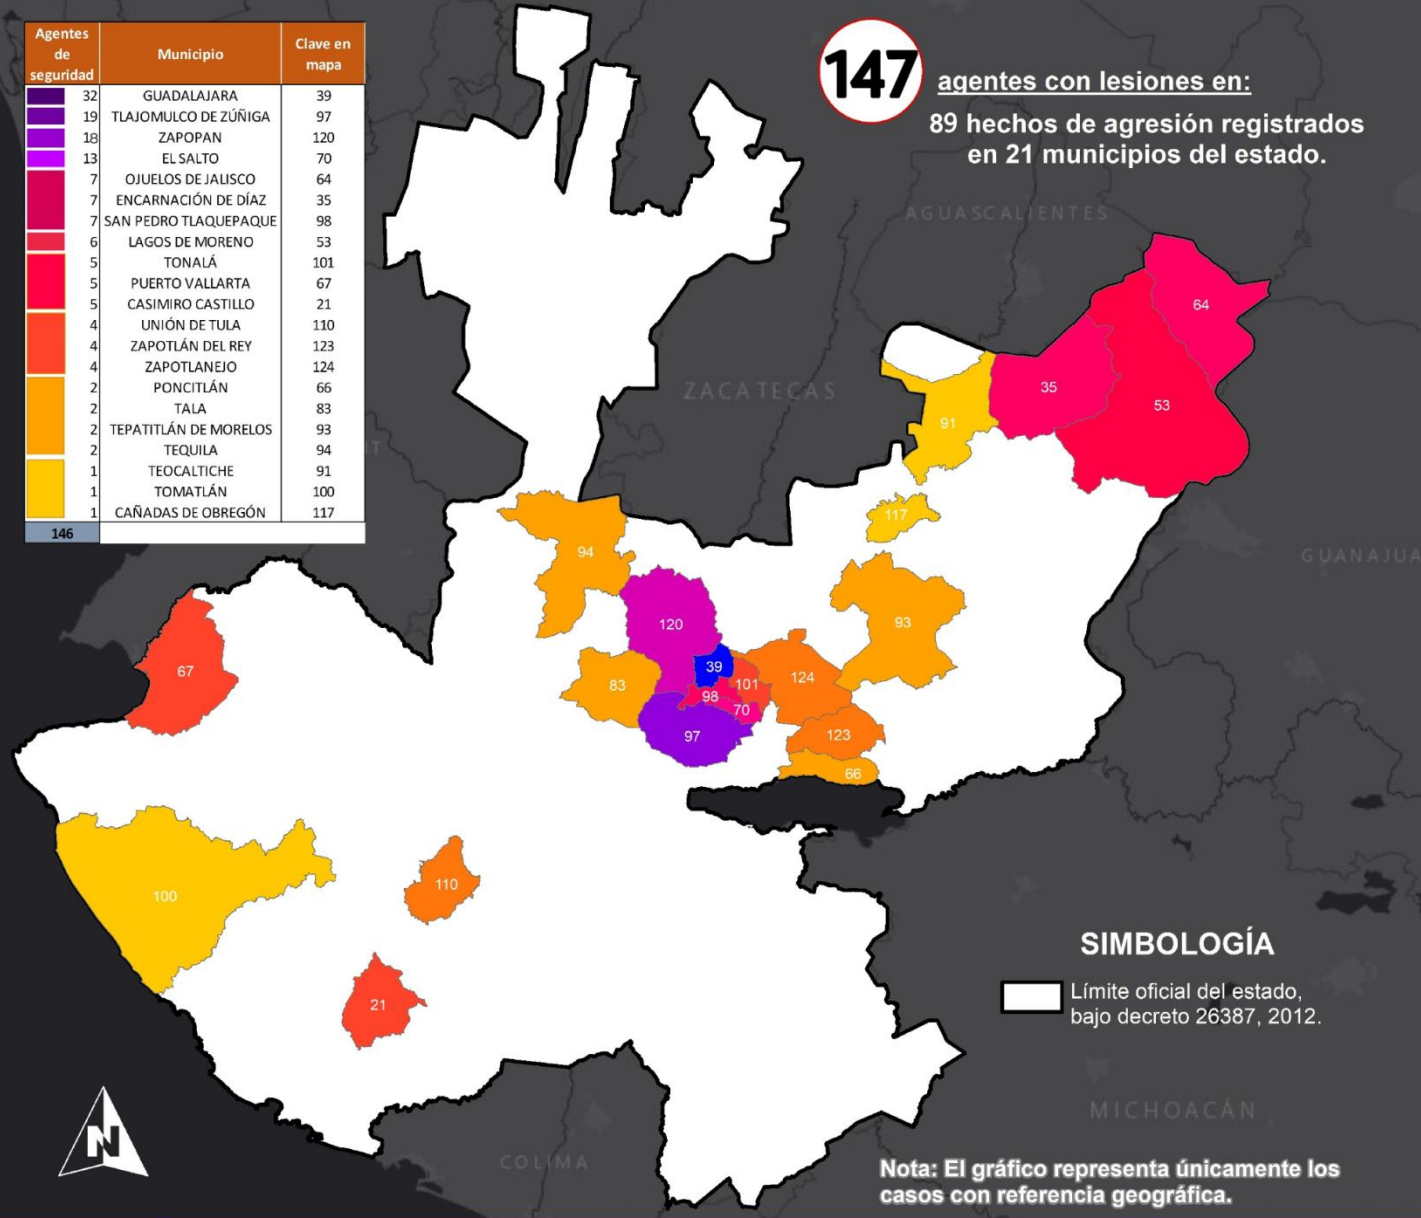 Agentes de seguridad Municipio Clave en mapa
32 GUADALAJARA 39
19 TLAJOMULCO DE ZÚÑIGA 97
18 ZAPOPAN 120
13 EL SALTO 70
7 OJUELOS DE JALISCO 64
7 ENCARNACIÓN DE DÍAZ 35
7 SAN PEDRO TLAQUEPAQUE 98
6 LAGOS DE MORENO 53
5 TONALÁ 101
5 PUERTO VALLARTA 67
5 CASIMIRO CASTILLO 21
4 UNIÓN DE TULA 110
4 ZAPOTLÁN DEL REY 123
4 ZAPOTLANEJO 124
2 PONCITLÁN 66
2 TALA 83
2 TEPATITLÁN DE MORELOS 93
2 TEQUILA 94
1 TEOCALTICHE 91
1 TOMATLÁN 100
1 CAÑADAS DE OBREGÓN 117
146
147
agentes con lesiones en:
89 hechos de agresión registrados
en 21 municipios del estado.
AGUASCALIENTES
64
ZACATECAS
35
53
91
IT
117
94
GUANAJUA
120
93
39
67
124
83
101
98
70
97
123
66
110
100
SIMBOLOGÍA
Límite oficial del estado,
bajo decreto 26387, 2012.
21
MICHOACÁN
N
COLIMA
Nota: El gráfico representa únicamente los
casos con referencia geográfica.